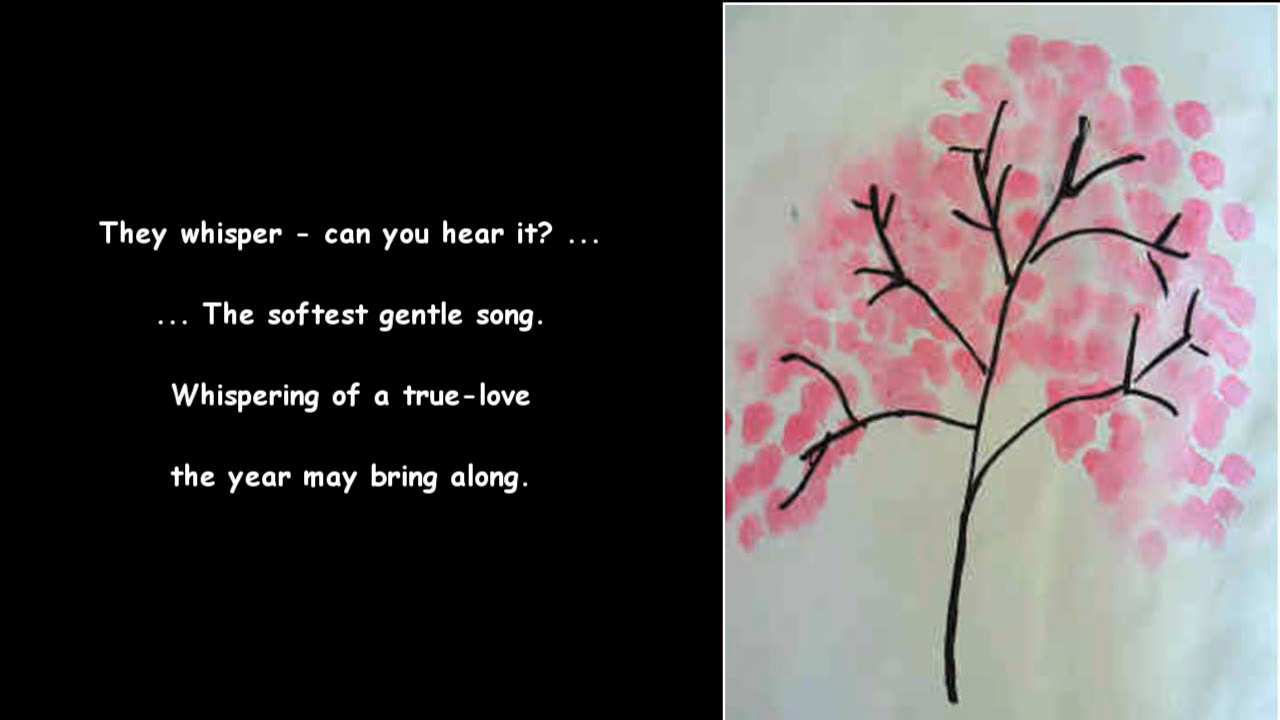 They whisper - can you hear it? ...
... The softest gentle song.
Whispering of a true-love
the year may bring along.